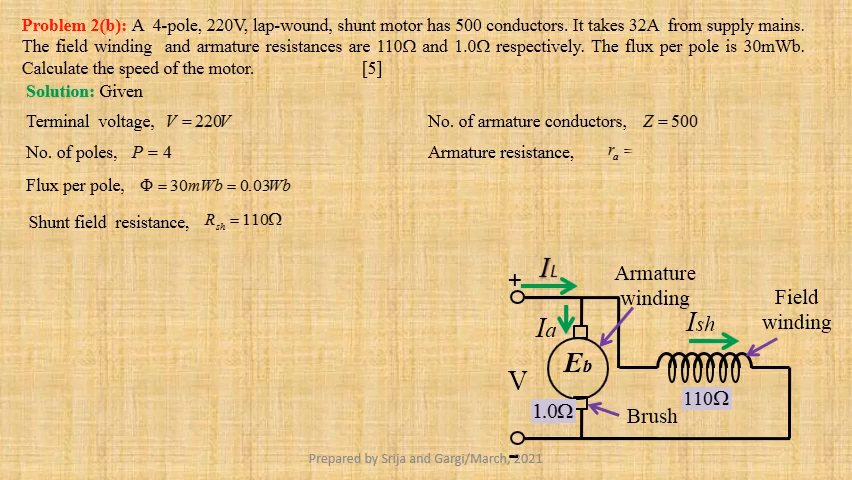 Problem 2(b): A 4-pole, 220V, lap-wound, shunt motor has 500 conductors. It takes 32A from supply mains.
The field winding and armature resistances are 110Ω and 1.0Ω respectively. The flux per pole is 30mWb.
Calculate the speed of the motor. [5]
Solution: Given
Terminal voltage, V = 220V
No. of armature conductors, Z = 500
No. of poles, P = 4
Armature resistance, rₐ =
Flux per pole, Φ = 30mWb = 0.03Wb
Shunt field resistance, R_sh = 110Ω
+
IL
Armature
winding
Field
winding
Ia
Ish
Eb
V
1.0Ω
110Ω
Brush
-
Prepared by Srija and Gargi/March, 2021